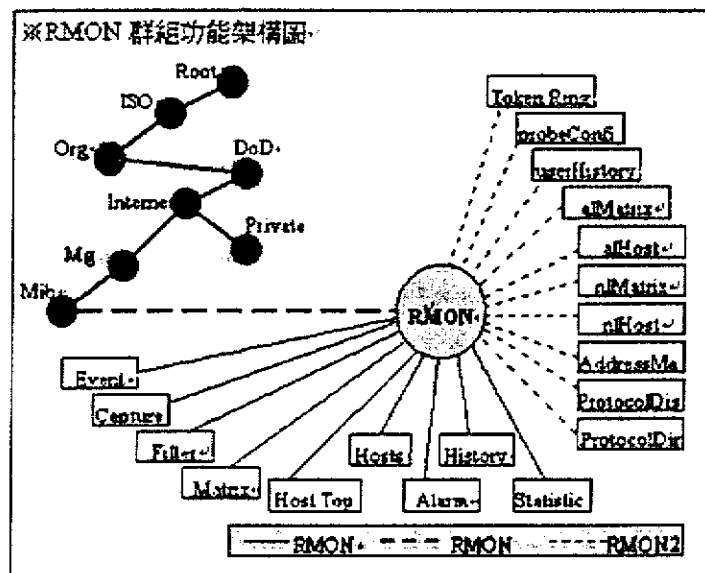 ※RMON 群組功能架構圖
Root
ISO
Org
DoD
Interne
Private
Mg
Mib
RMON
Token Ring
probeConfi
userHistory
alMatrix
alHost
nlMatrix
nlHost
AddressMa
ProtocolDis
ProtocolDir
Event
Capture
Filter
Matrix
Host Top
Hosts
Alarm
History
Statistic
RMON
RMON
RMON2